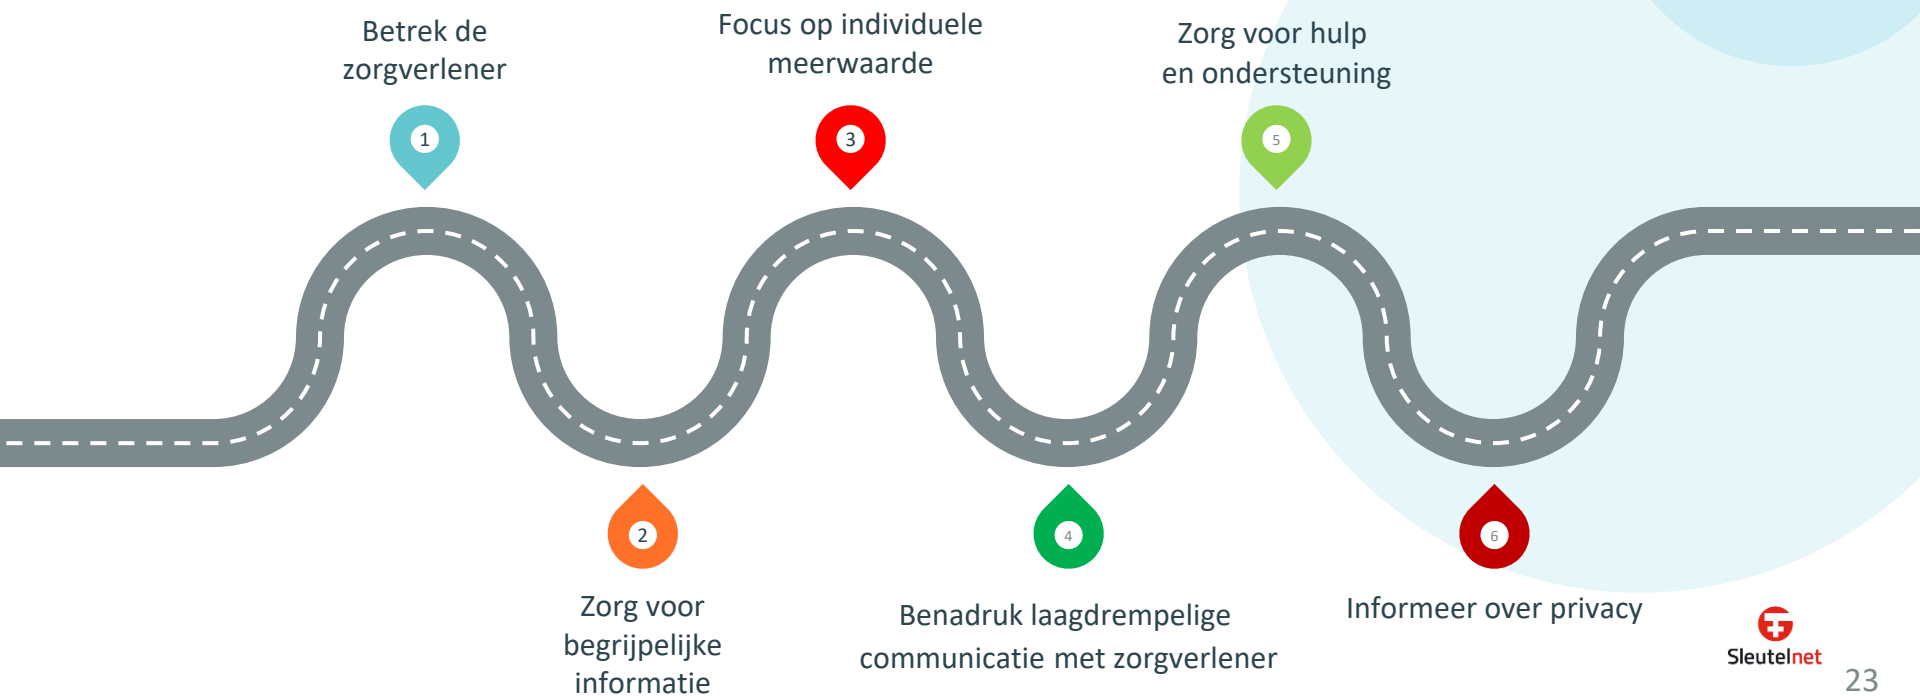 Betrek de
zorgverlener
1
Zorg voor
begrijpelijke
informatie
2
Focus op individuele
meerwaarde
3
Benadruk laagdrempelige
communicatie met zorgverlener
4
Zorg voor hulp
en ondersteuning
5
Informeer over privacy
6
Sleutelnet
23